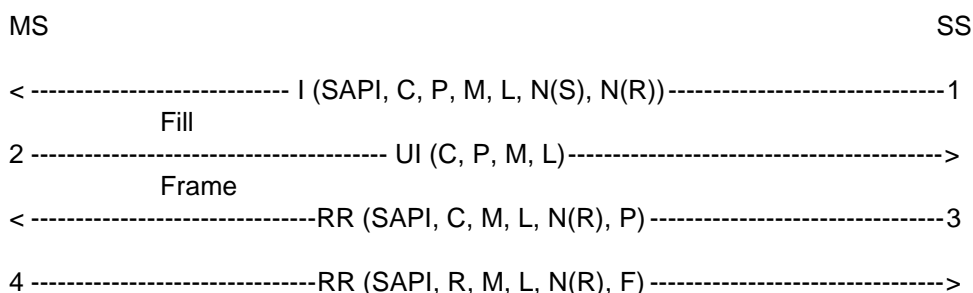 MS SS
< ----------------------------- I (SAPI, C, P, M, L, N(S), N(R))-------------------------------1
Fill
2 ---------------------------------------- UI (C, P, M, L)------------------------------------------>
Frame
< --------------------------------RR (SAPI, C, M, L, N(R), P) ---------------------------------3
4 --------------------------------RR (SAPI, R, M, L, N(R), F) --------------------------------->